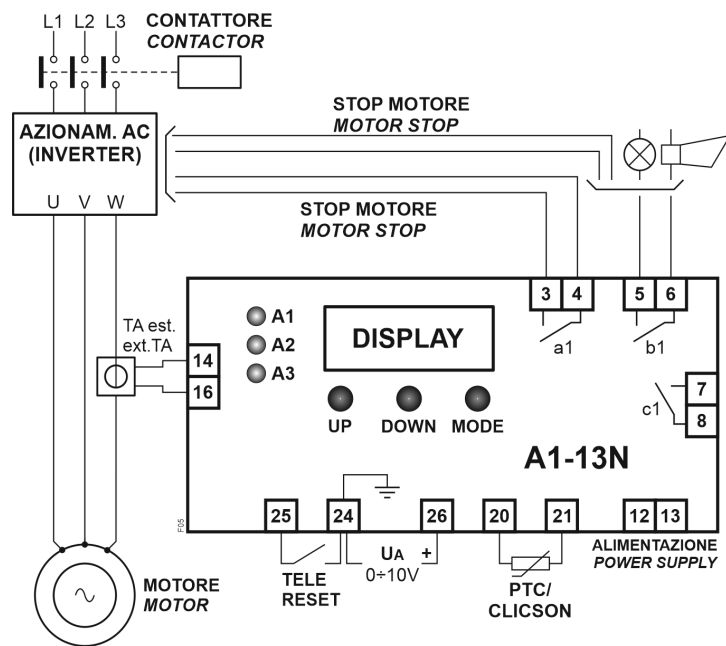 L1 L2 L3
CONTATTORE
CONTACTOR
AZIONAM. AC
(INVERTER)
U V W
STOP MOTORE
MOTOR STOP
STOP MOTORE
MOTOR STOP
TA est.
ext.TA
14
16
A1
A2
A3
DISPLAY
UP DOWN MODE
3 4
a1
5 6
b1
7
8
c1
A1-13N
F05
25 24 26
TELE
RESET
UA +
0÷10V
20 21
PTC/
CLICSON
12 13
ALIMENTAZIONE
POWER SUPPLY
MOTORE
MOTOR